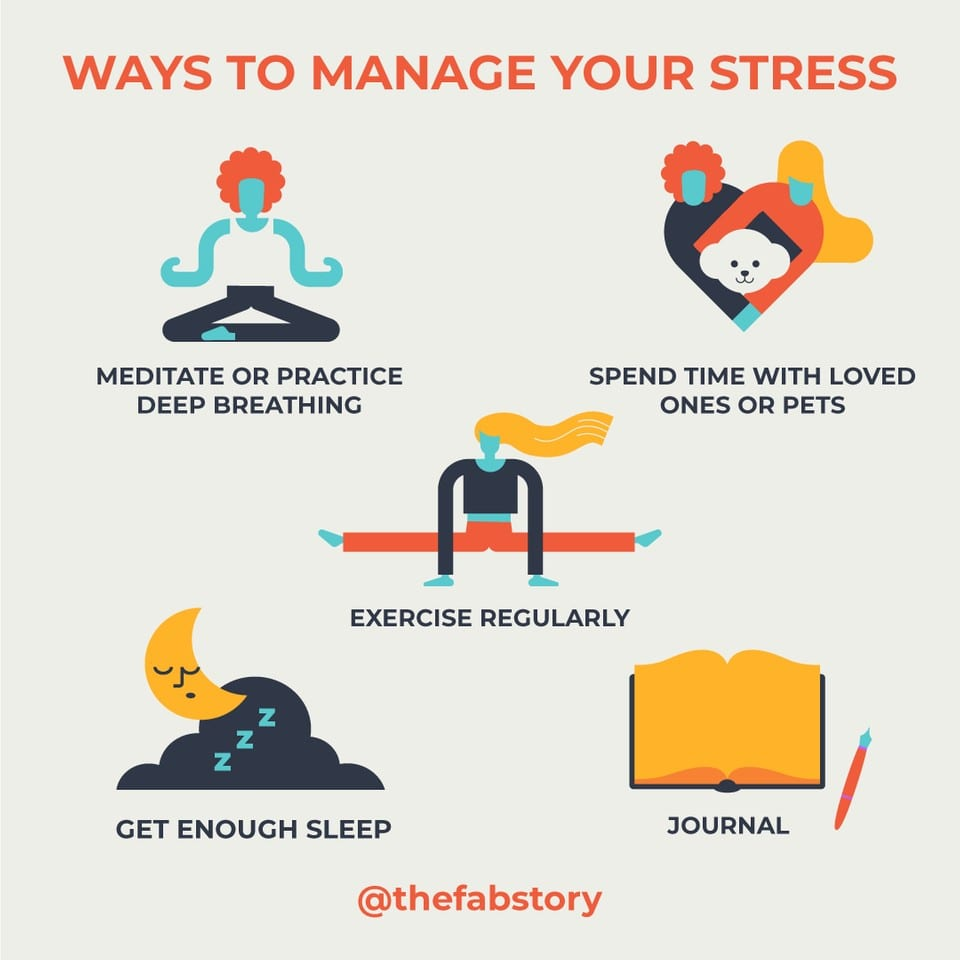 WAYS TO MANAGE YOUR STRESS
MEDITATE OR PRACTICE
DEEP BREATHING
SPEND TIME WITH LOVED
ONES OR PETS
EXERCISE REGULARLY
Z
Z
Z
GET ENOUGH SLEEP
JOURNAL
@thefabstory